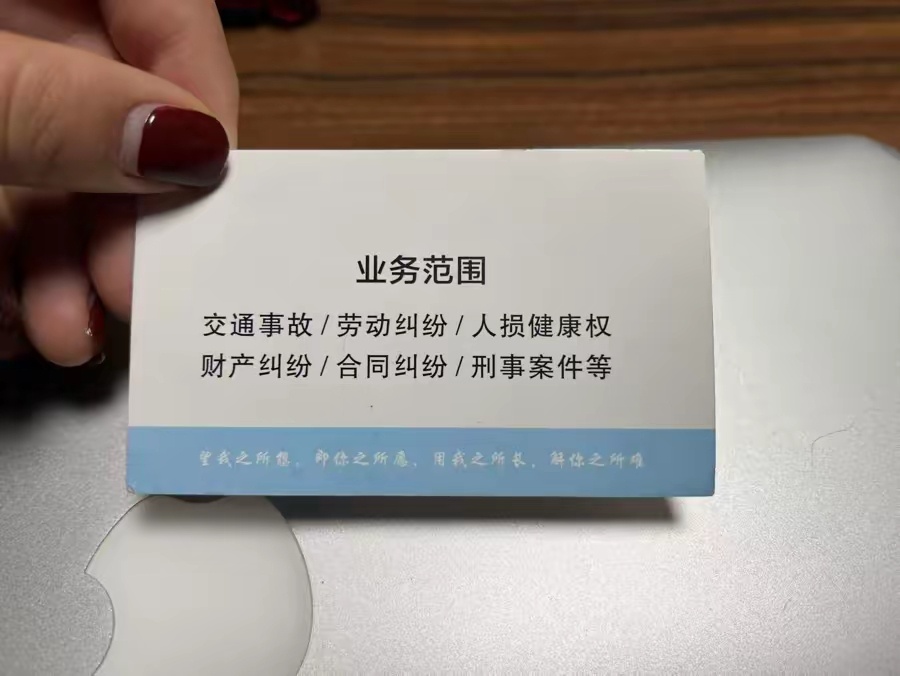 业务范围
交通事故 / 劳动纠纷 / 人损健康权
财产纠纷 / 合同纠纷 / 刑事案件等
望我之所想，即你之所愿，用我之所长，解你之所难